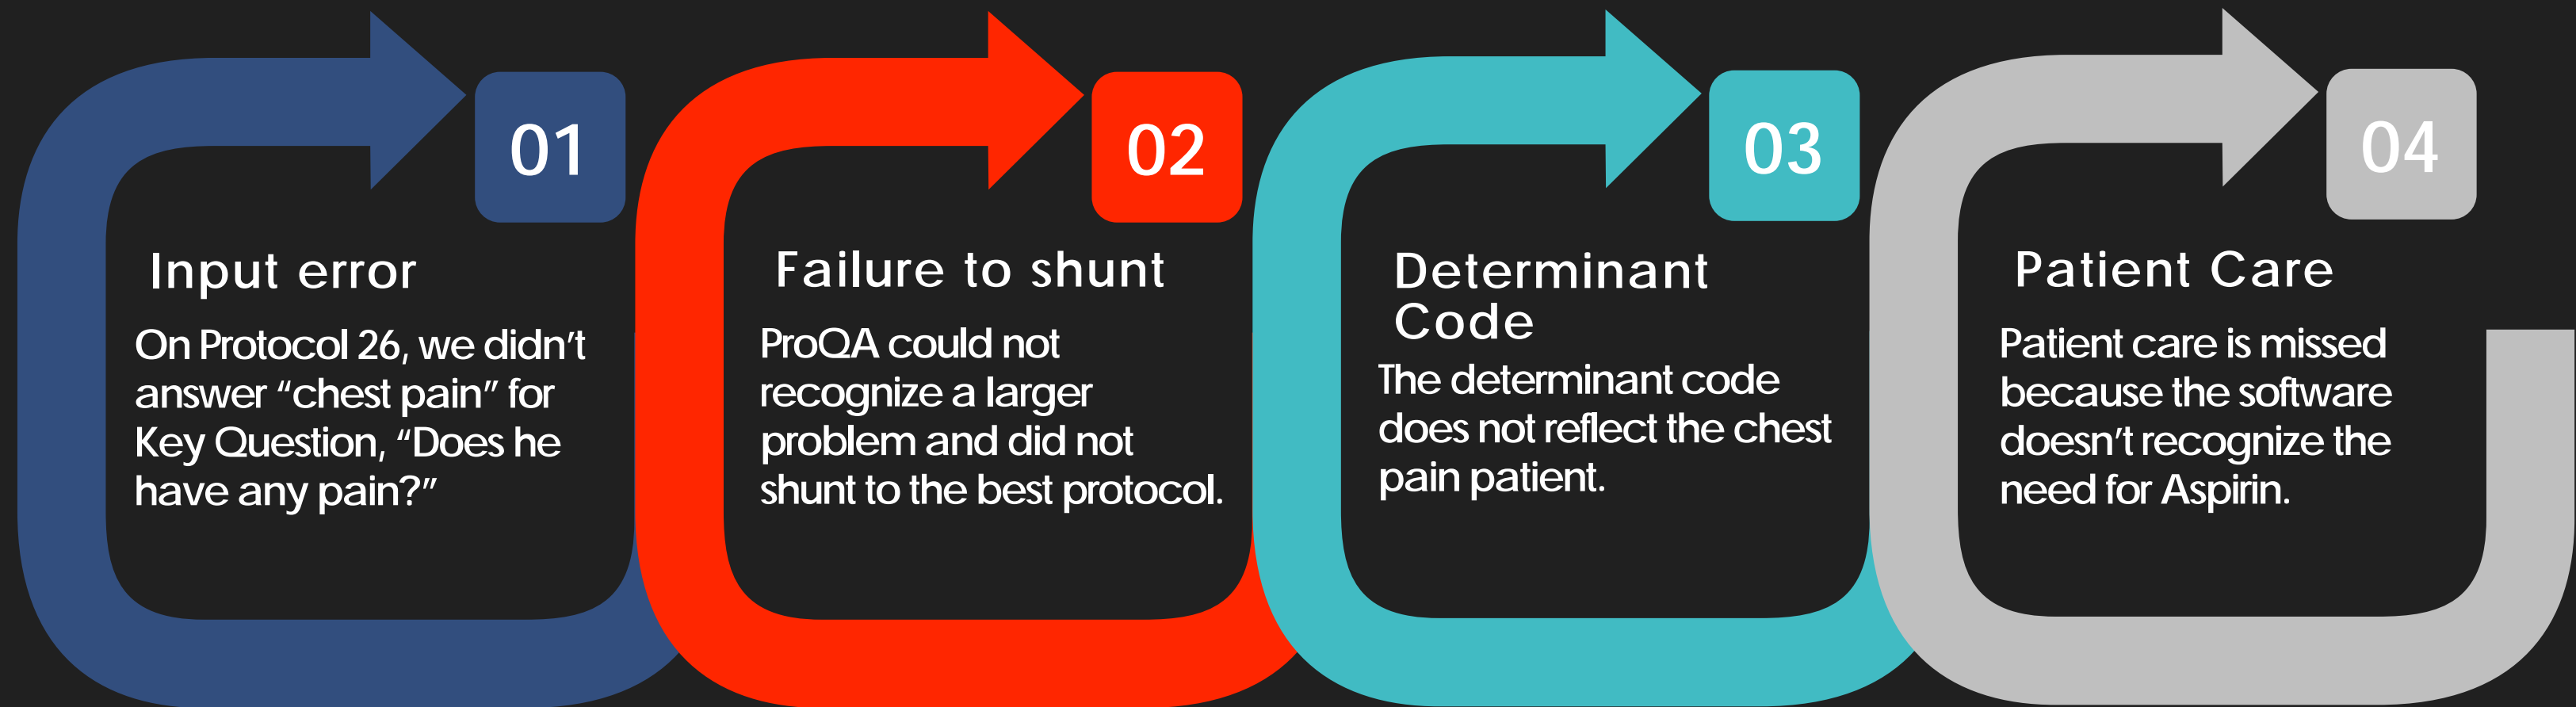 01
Input error
On Protocol 26, we didn’t
answer “chest pain” for
Key Question, “Does he
have any pain?”
02
Failure to shunt
ProQA could not
recognize a larger
problem and did not
shunt to the best protocol.
03
Determinant
Code
The determinant code
does not reflect the chest
pain patient.
04
Patient Care
Patient care is missed
because the software
doesn’t recognize the
need for Aspirin.